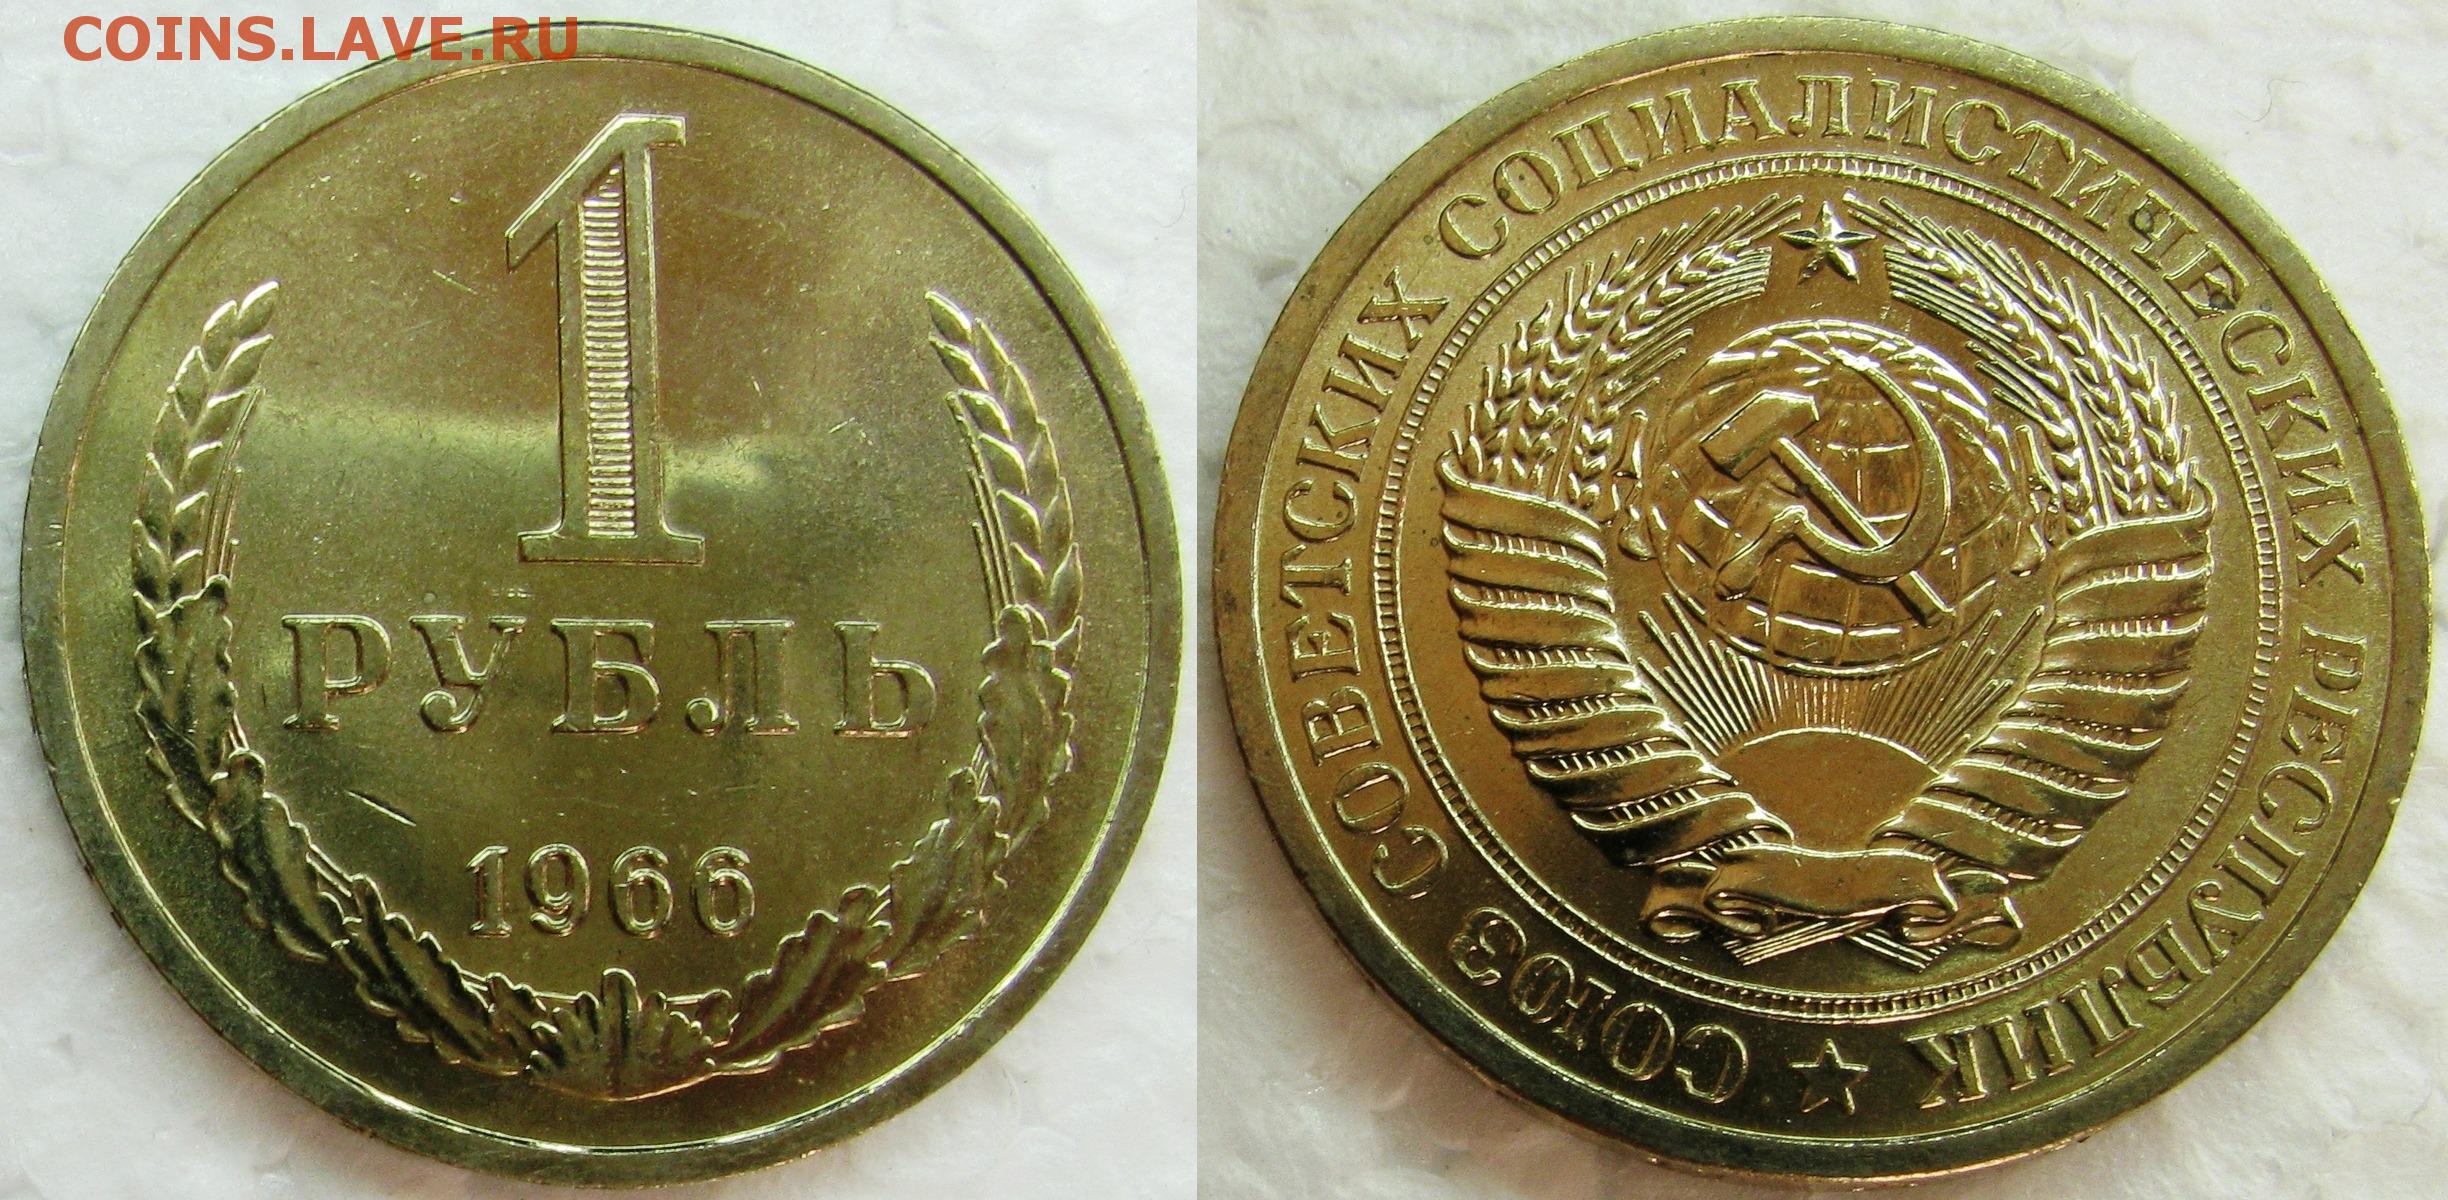 COINS.LAVE.RU
1
РУБЛЬ
1966
СОЮЗ СОВЕТСКИХ СОЦИАЛИСТИЧЕСКИХ РЕСПУБЛИК